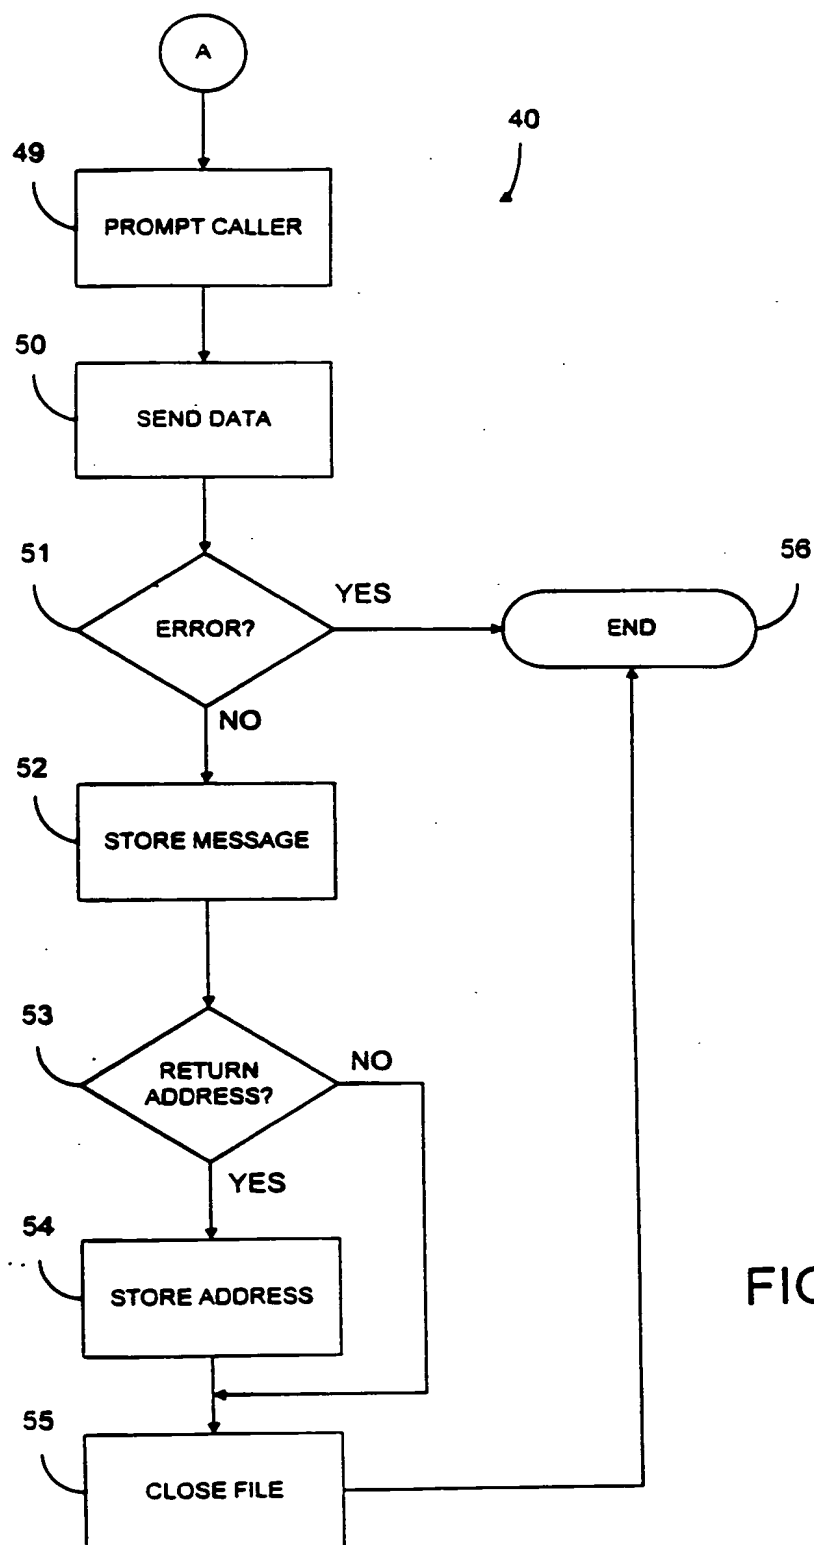 A
40
49
PROMPT CALLER
50
SEND DATA
51
ERROR?
YES
56
END
NO
52
STORE MESSAGE
53
RETURN
ADDRESS?
NO
YES
54
STORE ADDRESS
55
CLOSE FILE